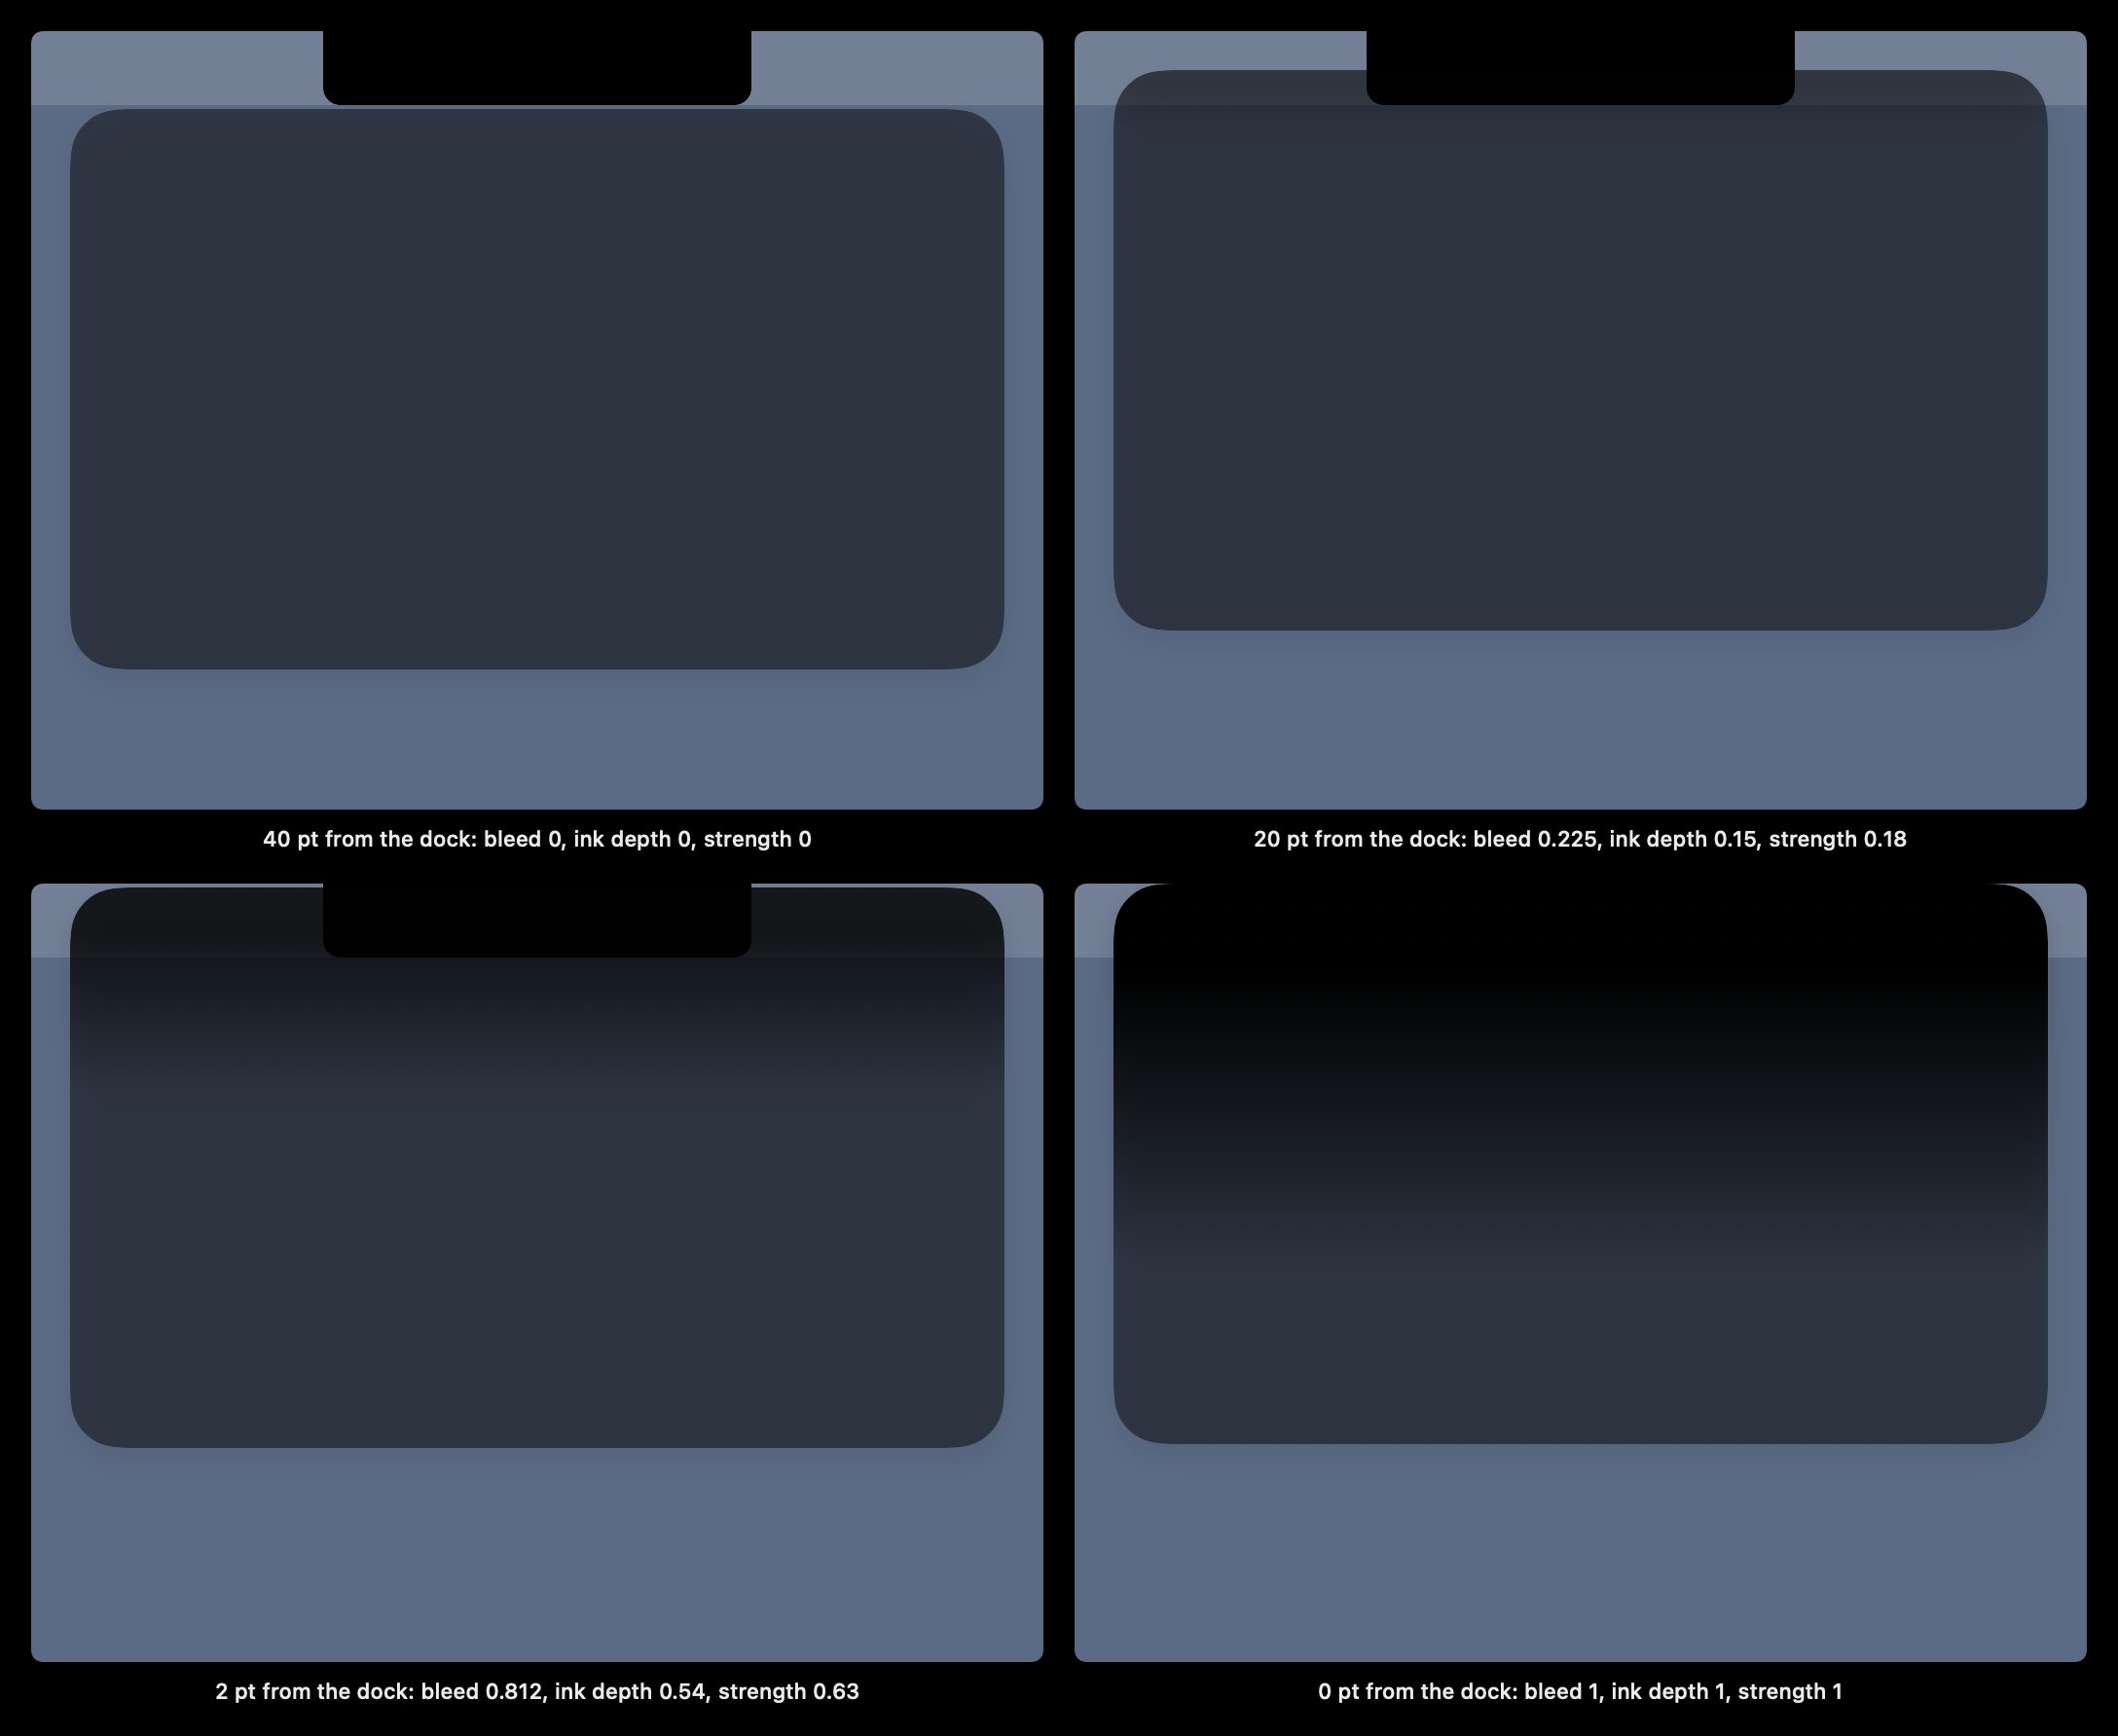 40 pt from the dock: bleed 0, ink depth 0, strength 0
20 pt from the dock: bleed 0.225, ink depth 0.15, strength 0.18
2 pt from the dock: bleed 0.812, ink depth 0.54, strength 0.63
0 pt from the dock: bleed 1, ink depth 1, strength 1